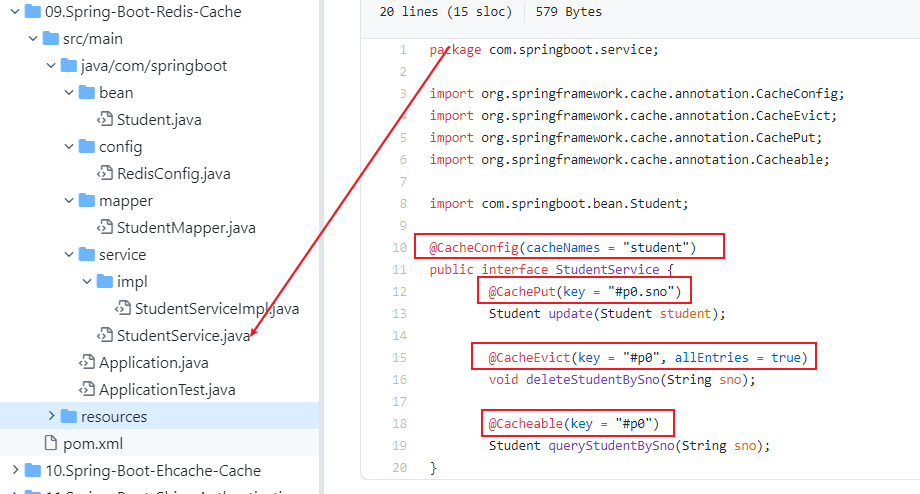 09.Spring-Boot-Redis-Cache
src/main
java/com/springboot
bean
Student.java
config
RedisConfig.java
mapper
StudentMapper.java
service
impl
StudentServiceImpl.java
StudentService.java
Application.java
ApplicationTest.java
resources
pom.xml
10.Spring-Boot-Ehcache-Cache
20 lines (15 sloc) 579 Bytes
1 package com.springboot.service;
2
3 import org.springframework.cache.annotation.CacheConfig;
4 import org.springframework.cache.annotation.CacheEvict;
5 import org.springframework.cache.annotation.CachePut;
6 import org.springframework.cache.annotation.Cacheable;
7
8 import com.springboot.bean.Student;
9
10 @CacheConfig(cacheNames = "student")
11 public interface StudentService {
12 @CachePut(key = "#p0.sno")
13 Student update(Student student);
14
15 @CacheEvict(key = "#p0", allEntries = true)
16 void deleteStudentBySno(String sno);
17
18 @Cacheable(key = "#p0")
19 Student queryStudentBySno(String sno);
20 }